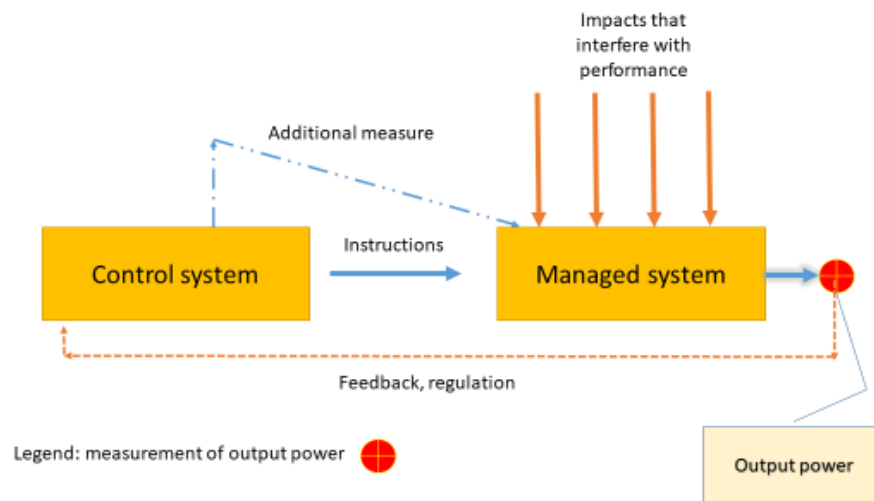 Impacts that
interfere with
performance
Additional measure
Instructions
Control system
Managed system
Feedback, regulation
Legend: measurement of output power
Output power